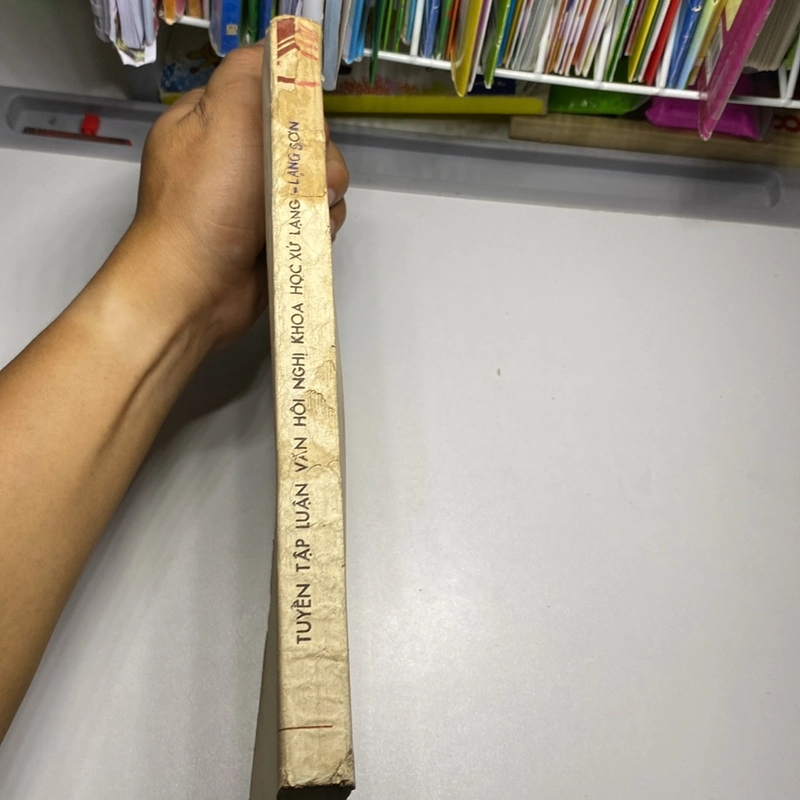 TUYỂN TẬP LUẬN VĂN HỘI NGHỊ KHOA HỌC XỨ LẠNG - LẠNG SƠN